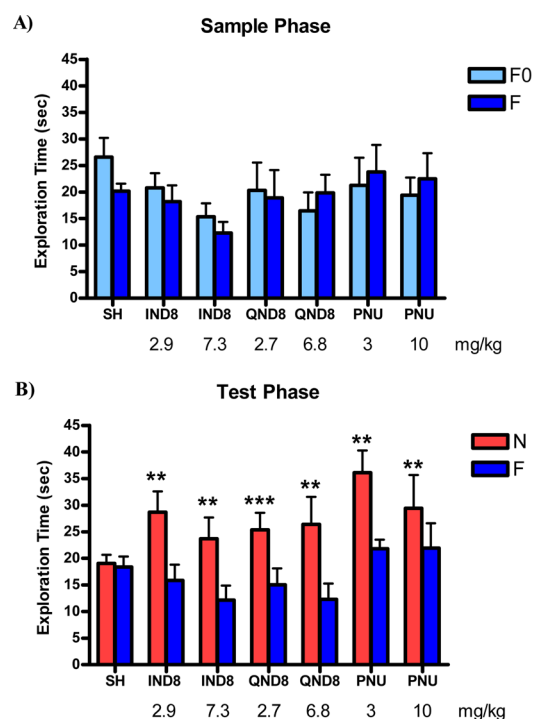 A)
Sample Phase
Exploration Time (sec)
45
40
35
30
25
20
15
10
5
0
F0
F
SH IND8 IND8 QND8 QND8 PNU PNU
2.9 7.3 2.7 6.8 3 10 mg/kg
B)
Test Phase
Exploration Time (sec)
45
40
35
30
25
20
15
10
5
0
** ** *** ** ** **
N
F
SH IND8 IND8 QND8 QND8 PNU PNU
2.9 7.3 2.7 6.8 3 10 mg/kg